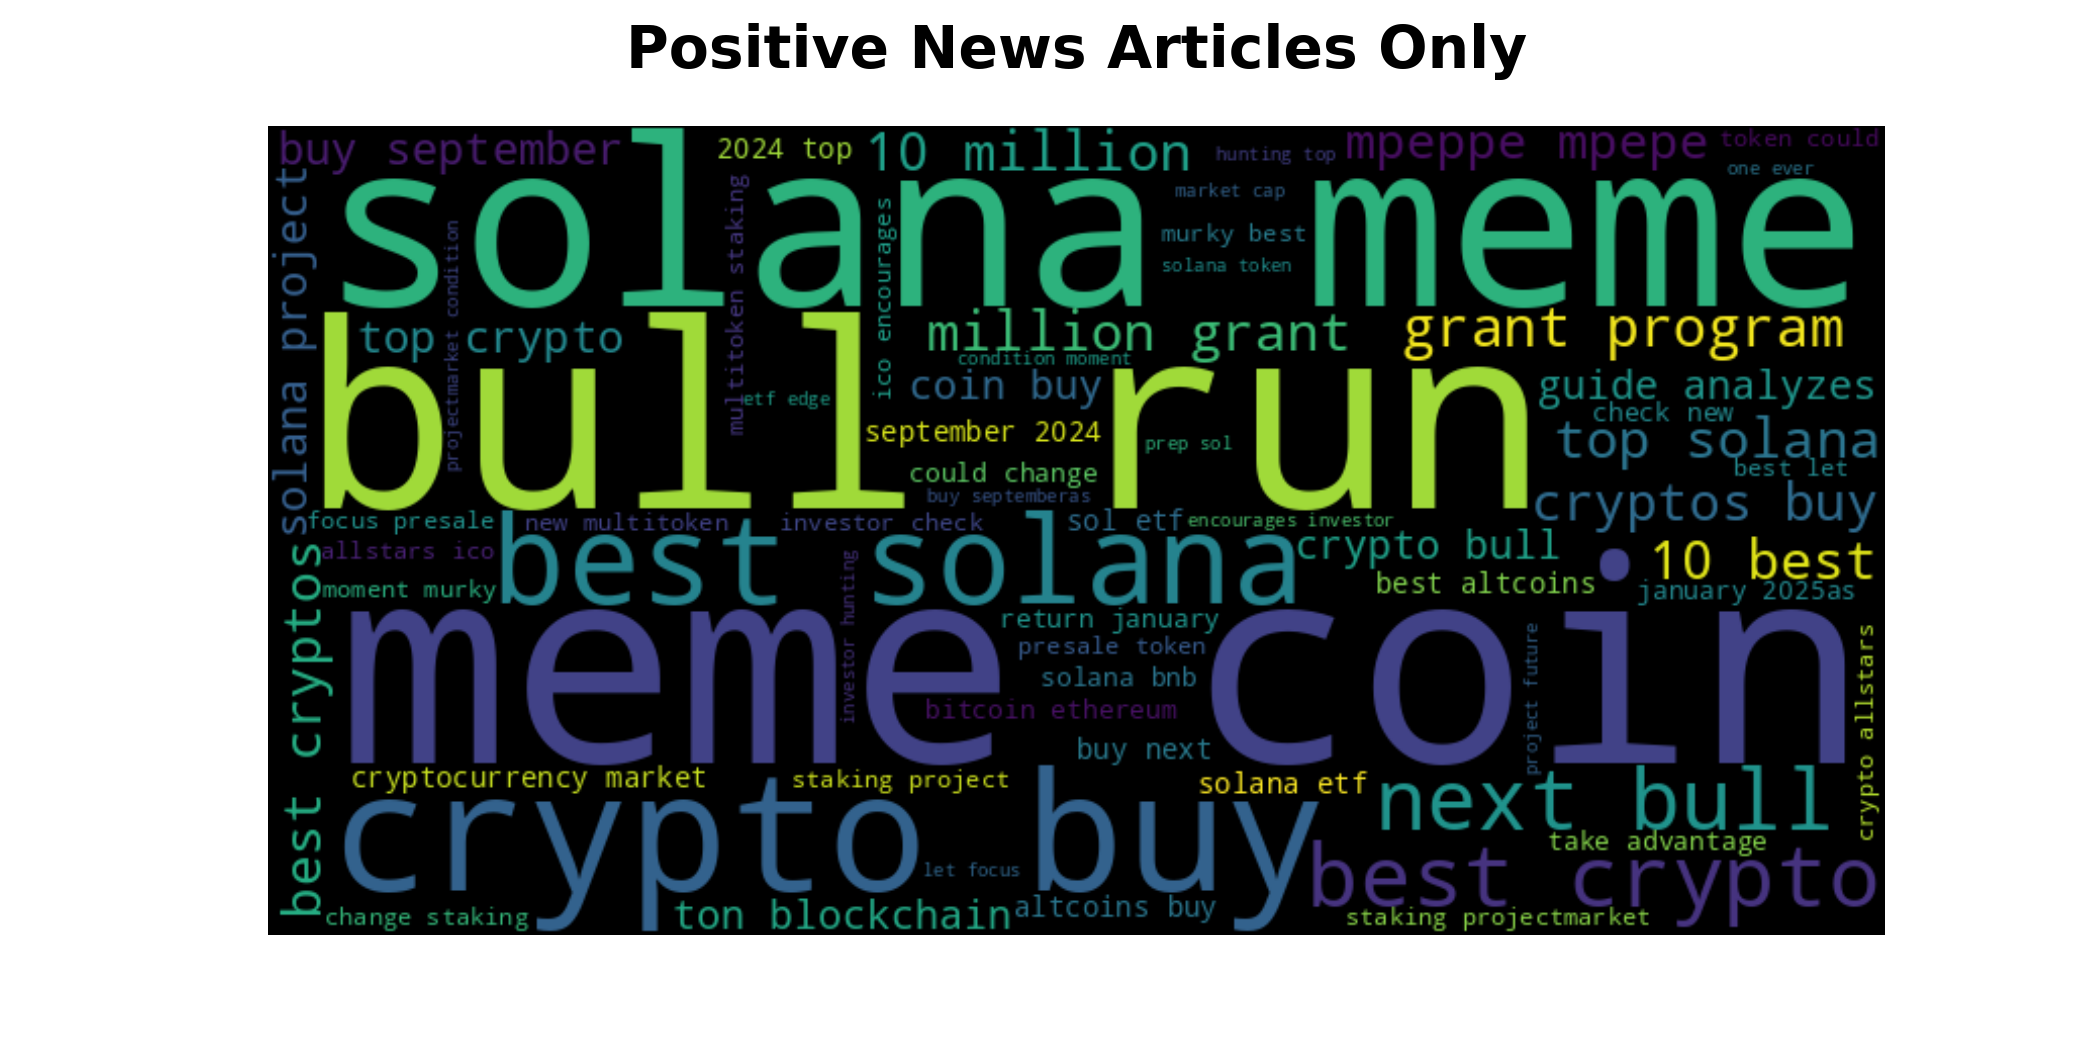 Positive News Articles Only
buy september
2024 top
10 million
hunting top
mpeppe mpepe
token could
one ever
solana meme
market cap
murky best
solana token
solana project
projectmarket condition
multitoken staking
ico encourages
bull run
top crypto
million grant
grant program
condition moment
coin buy
guide analyzes
etf edge
check new
september 2024
prep sol
top solana
could change
best let
buy septemberas
cryptos buy
focus presale
new multitoken
investor check
sol etf
encourages investor
allstars ico
best solana
crypto bull
10 best
moment murky
best altcoins
january 2025as
best cryptos
meme coin
investor hunting
return january
presale token
solana bnb
bitcoin ethereum
project future
crypto allstars
buy next
cryptocurrency market
staking project
solana etf
next bull
crypto buy
take advantage
let focus
best crypto
change staking
ton blockchain
altcoins buy
staking projectmarket